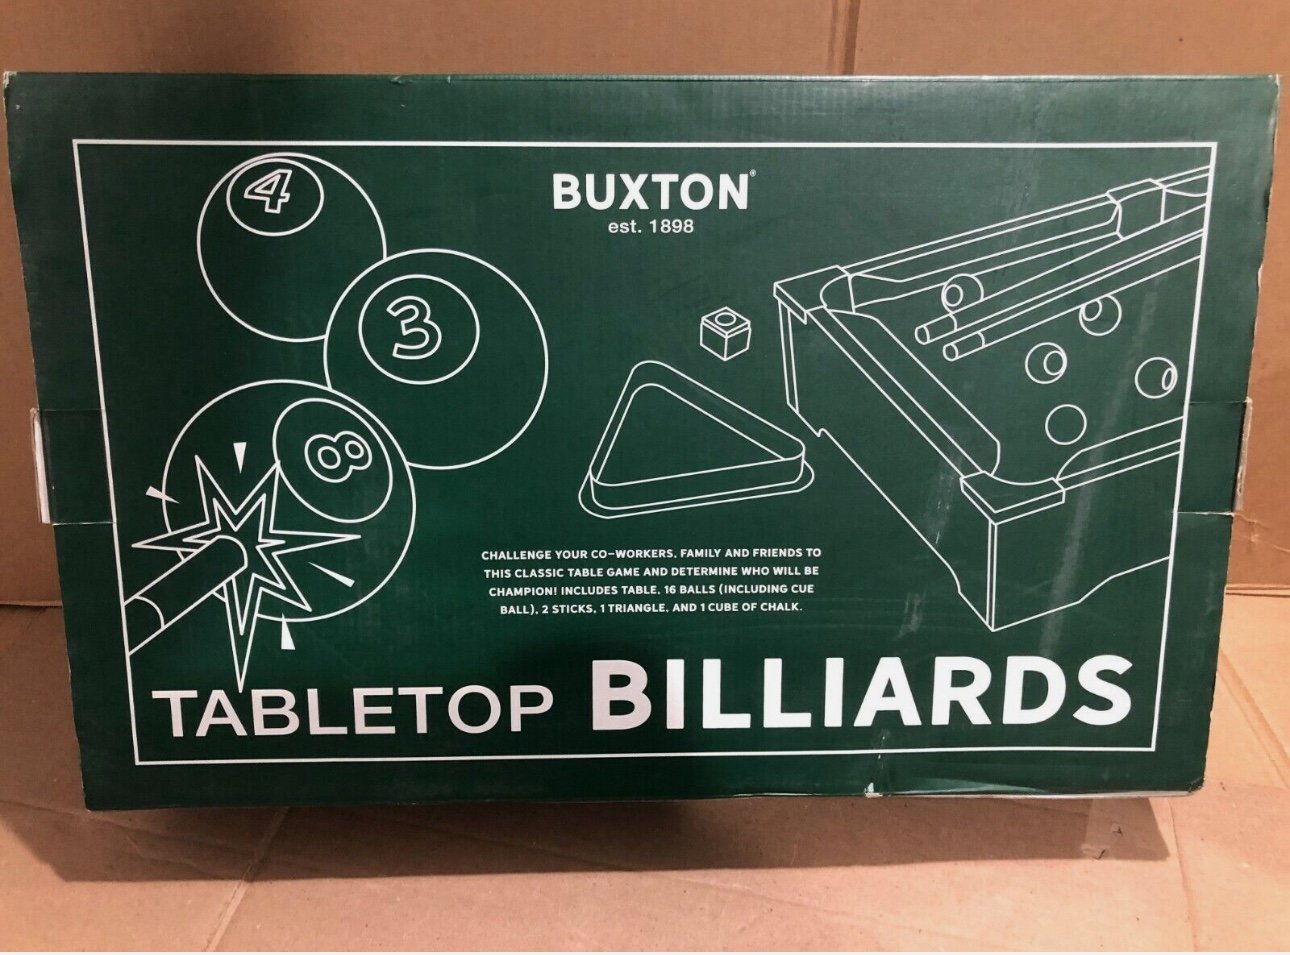 4
BUXTON®
est. 1898
3
8
CHALLENGE YOUR CO-WORKERS, FAMILY AND FRIENDS TO
THIS CLASSIC TABLE GAME AND DETERMINE WHO WILL BE
CHAMPION! INCLUDES TABLE, 16 BALLS (INCLUDING CUE
BALL), 2 STICKS, 1 TRIANGLE, AND 1 CUBE OF CHALK.
TABLETOP BILLIARDS